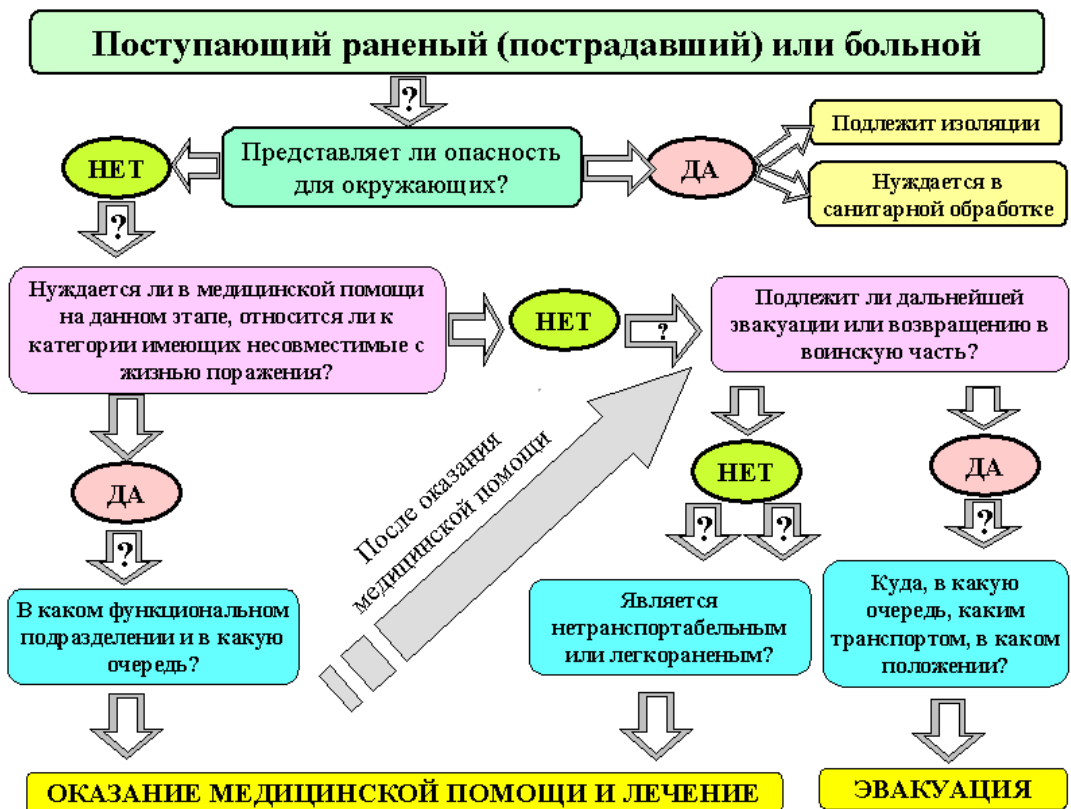 Поступающий раненый (пострадавший) или больной
?
Представляет ли опасность
для окружающих?
НЕТ
ДА
Подлежит изоляции
Нуждается в
санитарной обработке
?
Нуждается ли в медицинской помощи
на данном этапе, относится ли к
категории имеющих несовместимые с
жизнью поражения?
НЕТ
?
Подлежит ли дальнейшей
эвакуации или возвращению в
воинскую часть?
ДА
НЕТ
ДА
После оказания
медицинской помощи
?
?
?
?
В каком функциональном
подразделении и в какую
очередь?
Является
нетранспортабельным
или легкораненым?
Куда, в какую
очередь, каким
транспортом, в каком
положении?
ОКАЗАНИЕ МЕДИЦИНСКОЙ ПОМОЩИ И ЛЕЧЕНИЕ
ЭВАКУАЦИЯ